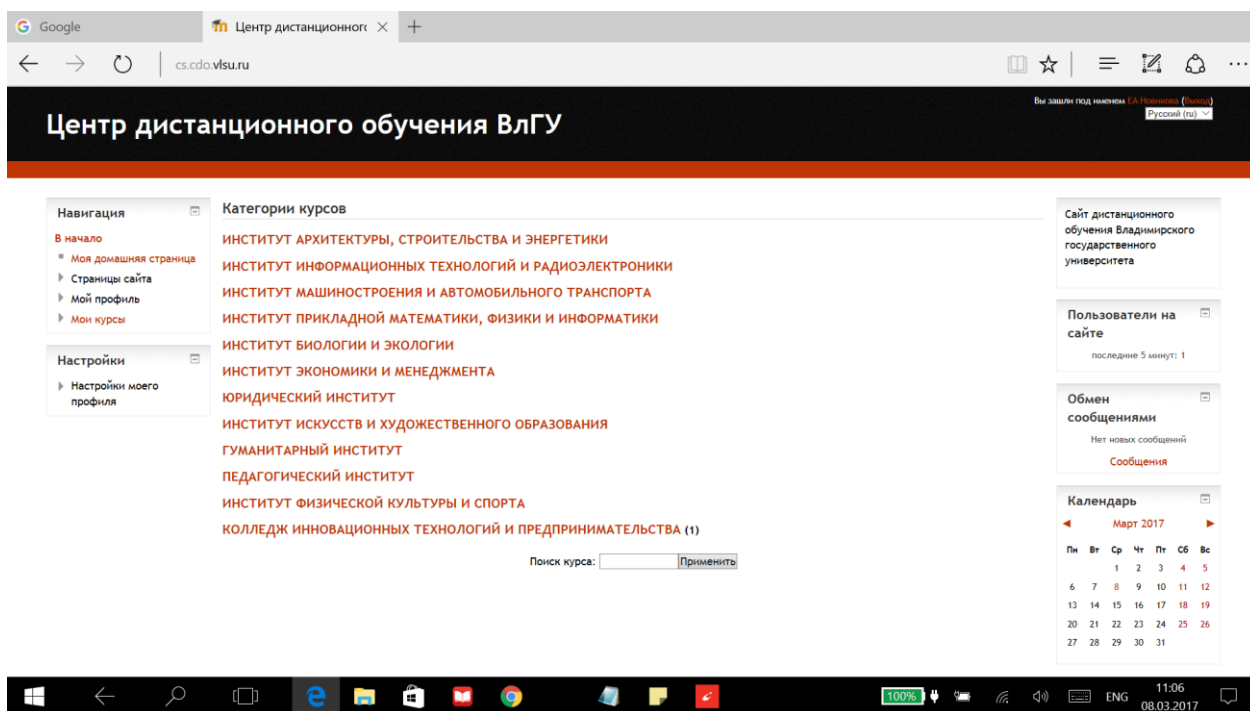 Google
Центр дистанционного
cs.cdo.vlsu.ru
Вы зашли под именем ЕА Новикова (Выход)
Русский (ru)
Центр дистанционного обучения ВлГУ
Навигация
В начало
Моя домашняя страница
Страницы сайта
Мой профиль
Мои курсы
Настройки
Настройки моего
профиля
Категории курсов
ИНСТИТУТ АРХИТЕКТУРЫ, СТРОИТЕЛЬСТВА И ЭНЕРГЕТИКИ
ИНСТИТУТ ИНФОРМАЦИОННЫХ ТЕХНОЛОГИЙ И РАДИОЭЛЕКТРОНИКИ
ИНСТИТУТ МАШИНОСТРОЕНИЯ И АВТОМОБИЛЬНОГО ТРАНСПОРТА
ИНСТИТУТ ПРИКЛАДНОЙ МАТЕМАТИКИ, ФИЗИКИ И ИНФОРМАТИКИ
ИНСТИТУТ БИОЛОГИИ И ЭКОЛОГИИ
ИНСТИТУТ ЭКОНОМИКИ И МЕНЕДЖМЕНТА
ЮРИДИЧЕСКИЙ ИНСТИТУТ
ИНСТИТУТ ИСКУССТВ И ХУДОЖЕСТВЕННОГО ОБРАЗОВАНИЯ
ГУМАНИТАРНЫЙ ИНСТИТУТ
ПЕДАГОГИЧЕСКИЙ ИНСТИТУТ
ИНСТИТУТ ФИЗИЧЕСКОЙ КУЛЬТУРЫ И СПОРТА
КОЛЛЕДЖ ИННОВАЦИОННЫХ ТЕХНОЛОГИЙ И ПРЕДПРИНИМАТЕЛЬСТВА (1)
Поиск курса: Применить
Сайт дистанционного
обучения Владимирского
государственного
университета
Пользователи на
сайте
последние 5 минут: 1
Обмен
сообщениями
Нет новых сообщений
Сообщения
Календарь
Март 2017
Пн Вт Ср Чт Пт Сб Вс
1 2 3 4 5
6 7 8 9 10 11 12
13 14 15 16 17 18 19
20 21 22 23 24 25 26
27 28 29 30 31
100%
ENG
11:06
08.03.2017